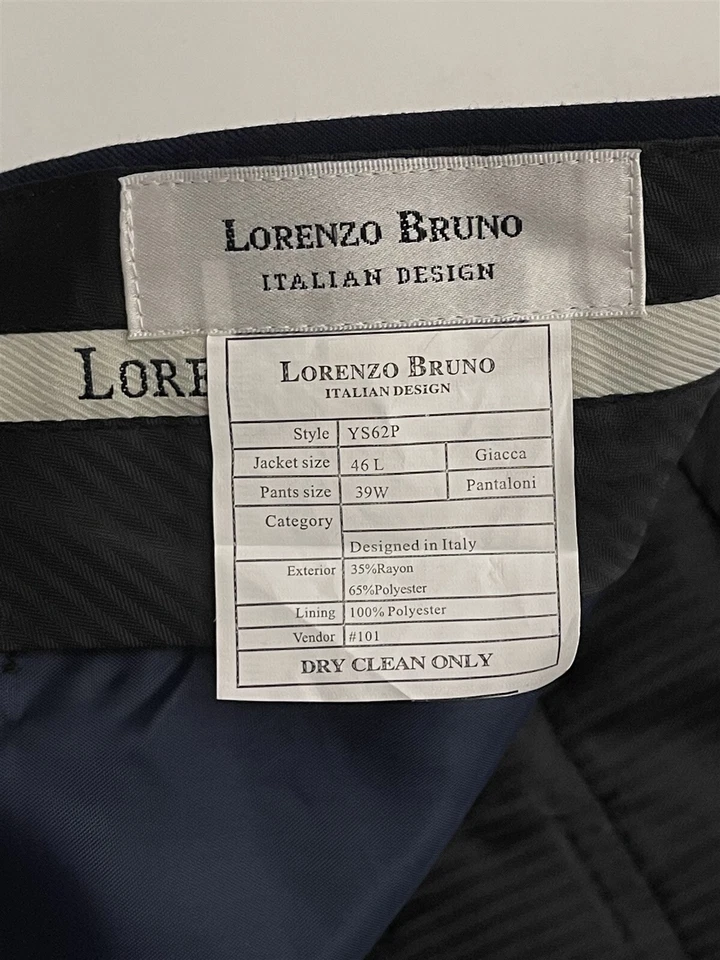 LORENZO BRUNO
ITALIAN DESIGN
LORE
LORENZO BRUNO
ITALIAN DESIGN
Style YS62P
Jacket size 46 L Giacca
Pants size 39W Pantaloni
Category
Designed in Italy
Exterior 35%Rayon
65%Polyester
Lining 100% Polyester
Vendor #101
DRY CLEAN ONLY